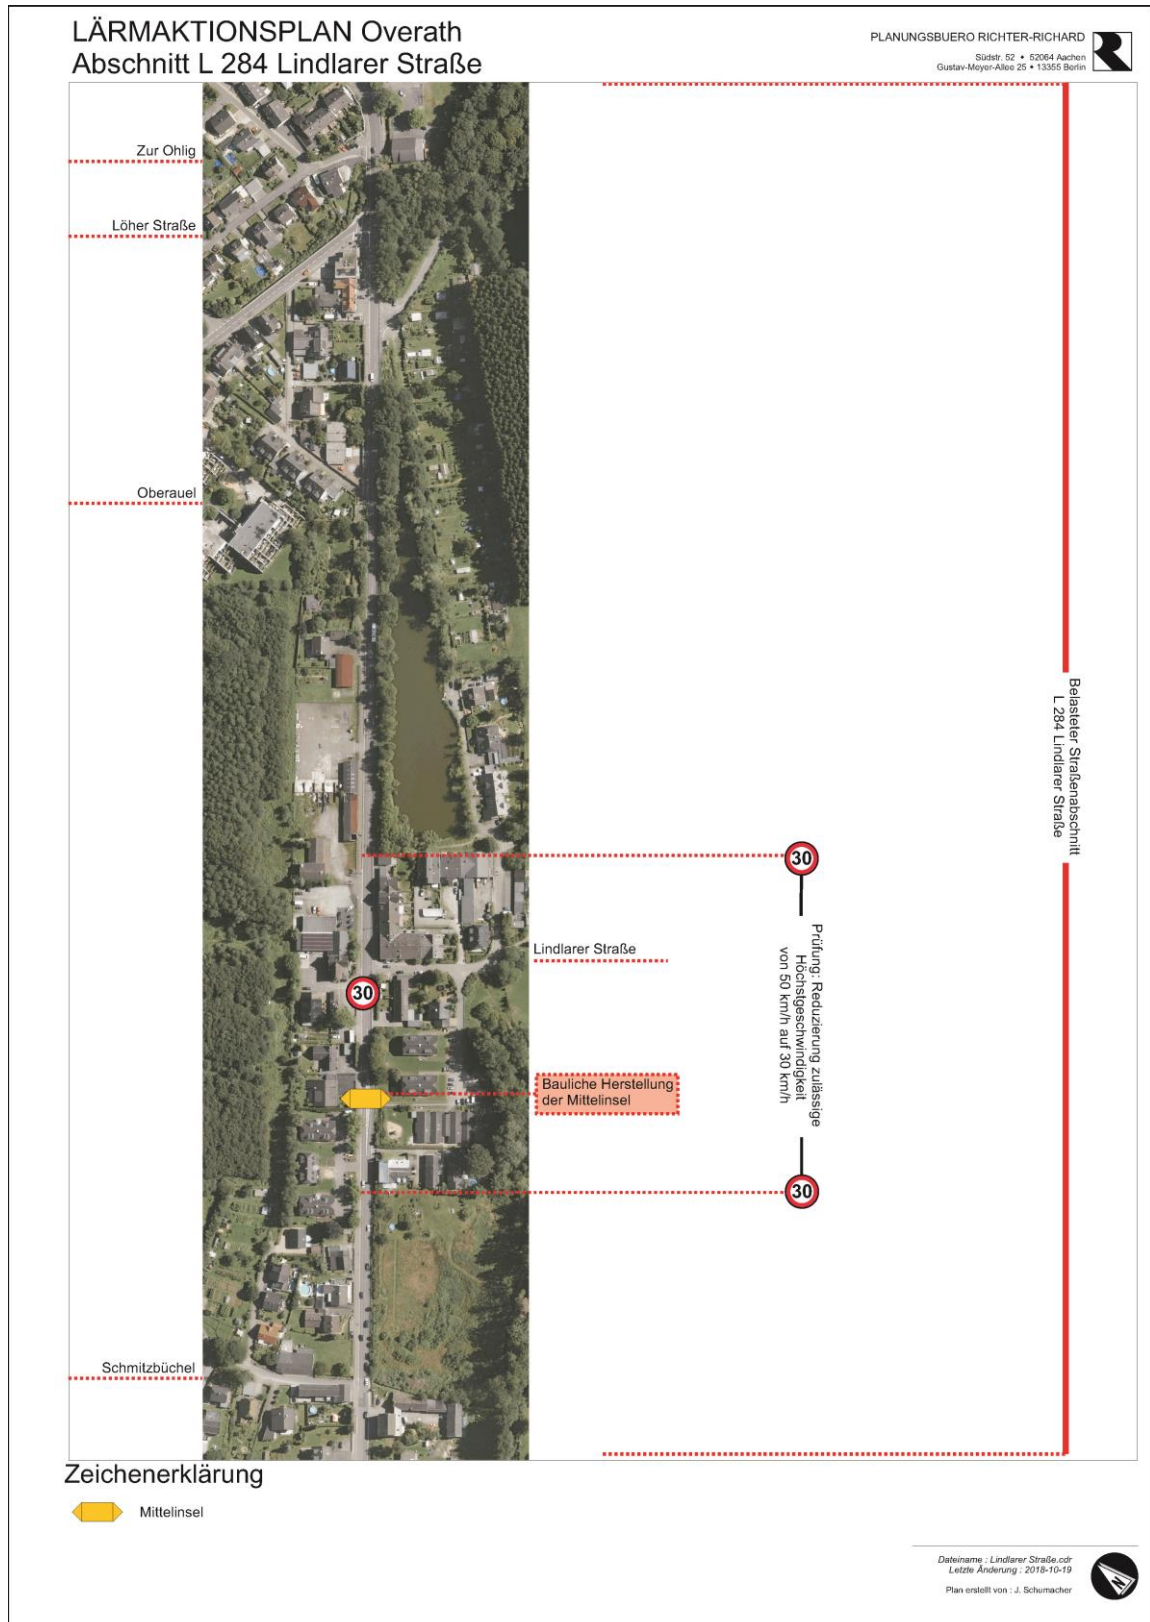 LÄRMAKTIONSPLAN Overath
Abschnitt L 284 Lindlarer Straße
PLANUNGSBUERO RICHTER-RICHARD
Südstr. 52 • 52064 Aachen
Gustav-Meyer-Allee 25 • 13355 Berlin
Zur Ohlig
Löher Straße
Oberauel
Belasteter Straßenabschnitt
L 284 Lindlarer Straße
30
Lindlarer Straße
30
Prüfung: Reduzierung zulässige
Höchstgeschwindigkeit
von 50 km/h auf 30 km/h
Bauliche Herstellung
der Mittelinsel
30
Schmitzbüchel
Zeichenerklärung
Mittelinsel
Dateiname : Lindlarer Straße.cdr
Letzte Änderung : 2018-10-19
Plan erstellt von : J. Schumacher
N